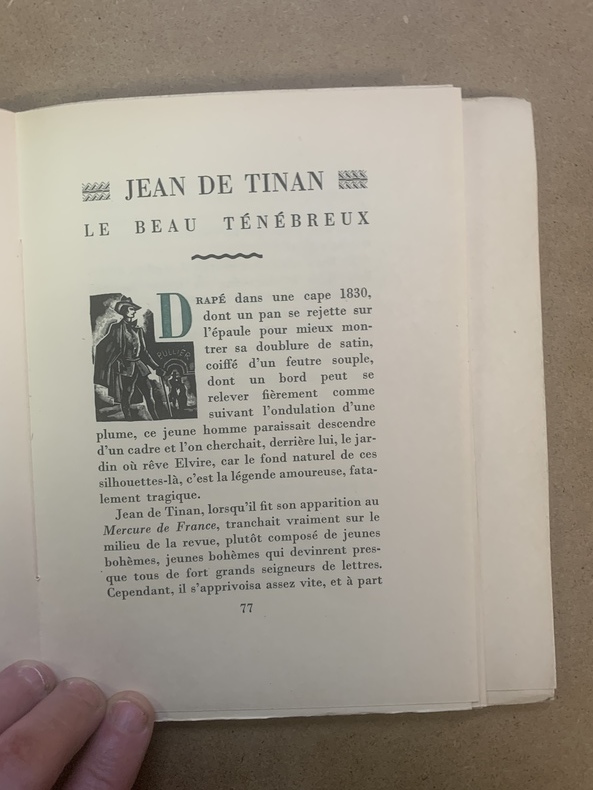 JEAN DE TINAN
LE BEAU TÉNÉBREUX
DRAPÉ dans une cape 1830,
dont un pan se rejette sur
l'épaule pour mieux mon-
trer sa doublure de satin,
coiffé d'un feutre souple,
dont un bord peut se
relever fièrement comme
suivant l'ondulation d'une
BULLIER
plume, ce jeune homme paraissait descendre
d'un cadre et l'on cherchait, derrière lui, le jar-
din où rêve Elvire, car le fond naturel de ces
silhouettes-là, c'est la légende amoureuse, fata-
lement tragique.
Jean de Tinan, lorsqu'il fit son apparition au
Mercure de France, tranchait vraiment sur le
milieu de la revue, plutôt composé de jeunes
bohèmes, jeunes bohèmes qui devinrent pres-
que tous de fort grands seigneurs de lettres.
Cependant, il s'apprivoisa assez vite, et à part
77